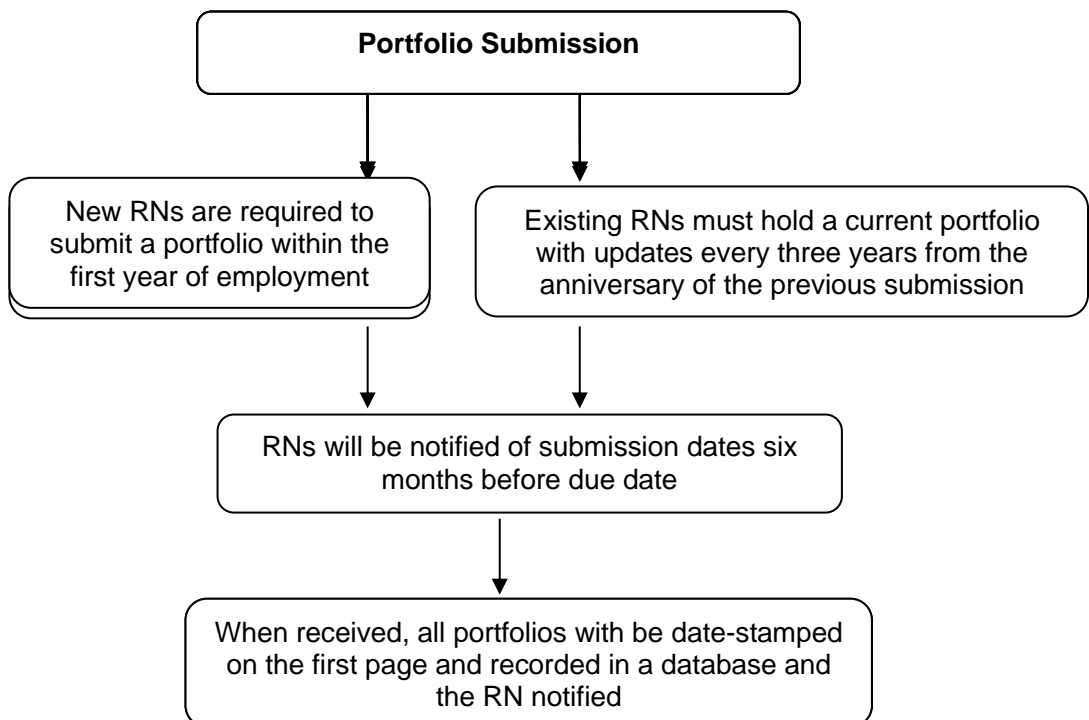 Portfolio Submission
New RNs are required to
submit a portfolio within the
first year of employment
Existing RNs must hold a current portfolio
with updates every three years from the
anniversary of the previous submission
RNs will be notified of submission dates six
months before due date
When received, all portfolios with be date-stamped
on the first page and recorded in a database and
the RN notified